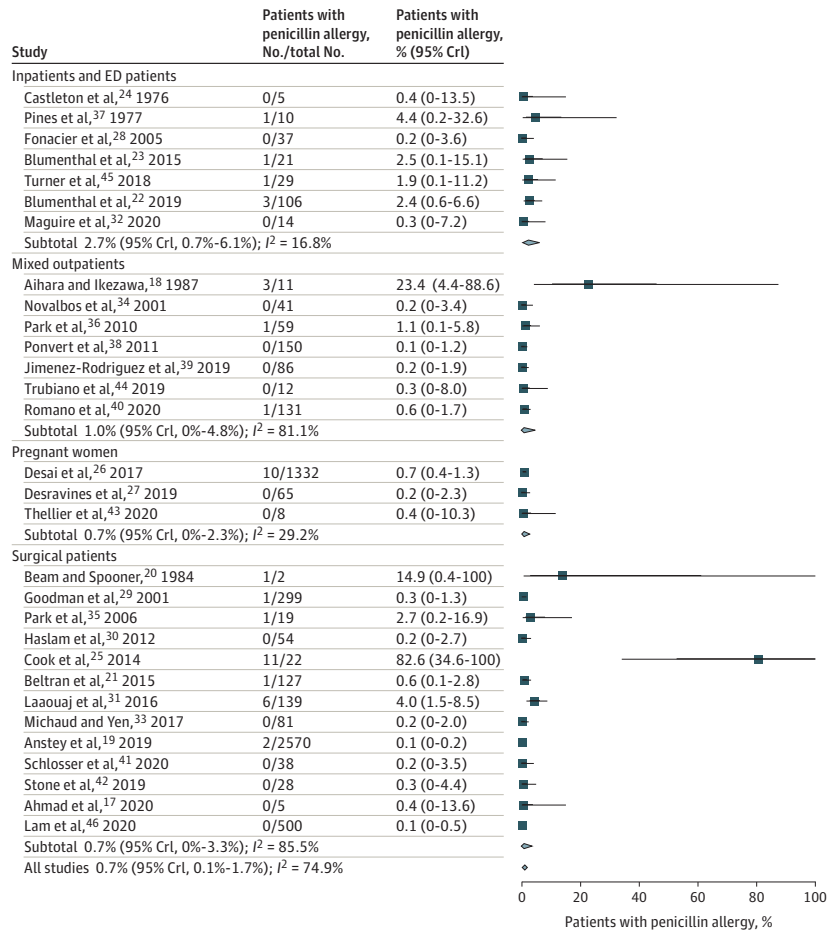 Study
Patients with penicillin allergy, No./total No.
Patients with penicillin allergy, % (95% Crl)
Inpatients and ED patients
Castleton et al,24 1976 0/5 0.4 (0-13.5)
Pines et al,37 1977 1/10 4.4 (0.2-32.6)
Fonacier et al,28 2005 0/37 0.2 (0-3.6)
Blumenthal et al,23 2015 1/21 2.5 (0.1-15.1)
Turner et al,45 2018 1/29 1.9 (0.1-11.2)
Blumenthal et al,22 2019 3/106 2.4 (0.6-6.6)
Maguire et al,32 2020 0/14 0.3 (0-7.2)
Subtotal 2.7% (95% Crl, 0.7%-6.1%); I2 = 16.8%
Mixed outpatients
Aihara and Ikezawa,18 1987 3/11 23.4 (4.4-88.6)
Novalbos et al,34 2001 0/41 0.2 (0-3.4)
Park et al,36 2010 1/59 1.1 (0.1-5.8)
Ponvert et al,38 2011 0/150 0.1 (0-1.2)
Jimenez-Rodriguez et al,39 2019 0/86 0.2 (0-1.9)
Trubiano et al,44 2019 0/12 0.3 (0-8.0)
Romano et al,40 2020 1/131 0.6 (0-1.7)
Subtotal 1.0% (95% Crl, 0%-4.8%); I2 = 81.1%
Pregnant women
Desai et al,26 2017 10/1332 0.7 (0.4-1.3)
Desravines et al,27 2019 0/65 0.2 (0-2.3)
Thellier et al,43 2020 0/8 0.4 (0-10.3)
Subtotal 0.7% (95% Crl, 0%-2.3%); I2 = 29.2%
Surgical patients
Beam and Spooner,20 1984 1/2 14.9 (0.4-100)
Goodman et al,29 2001 1/299 0.3 (0-1.3)
Park et al,35 2006 1/19 2.7 (0.2-16.9)
Haslam et al,30 2012 0/54 0.2 (0-2.7)
Cook et al,25 2014 11/22 82.6 (34.6-100)
Beltran et al,21 2015 1/127 0.6 (0.1-2.8)
Laaouaj et al,31 2016 6/139 4.0 (1.5-8.5)
Michaud and Yen,33 2017 0/81 0.2 (0-2.0)
Anstey et al,19 2019 2/2570 0.1 (0-0.2)
Schlosser et al,41 2020 0/38 0.2 (0-3.5)
Stone et al,42 2019 0/28 0.3 (0-4.4)
Ahmad et al,17 2020 0/5 0.4 (0-13.6)
Lam et al,46 2020 0/500 0.1 (0-0.5)
Subtotal 0.7% (95% Crl, 0%-3.3%); I2 = 85.5%
All studies 0.7% (95% Crl, 0.1%-1.7%); I2 = 74.9%
0 20 40 60 80 100
Patients with penicillin allergy, %